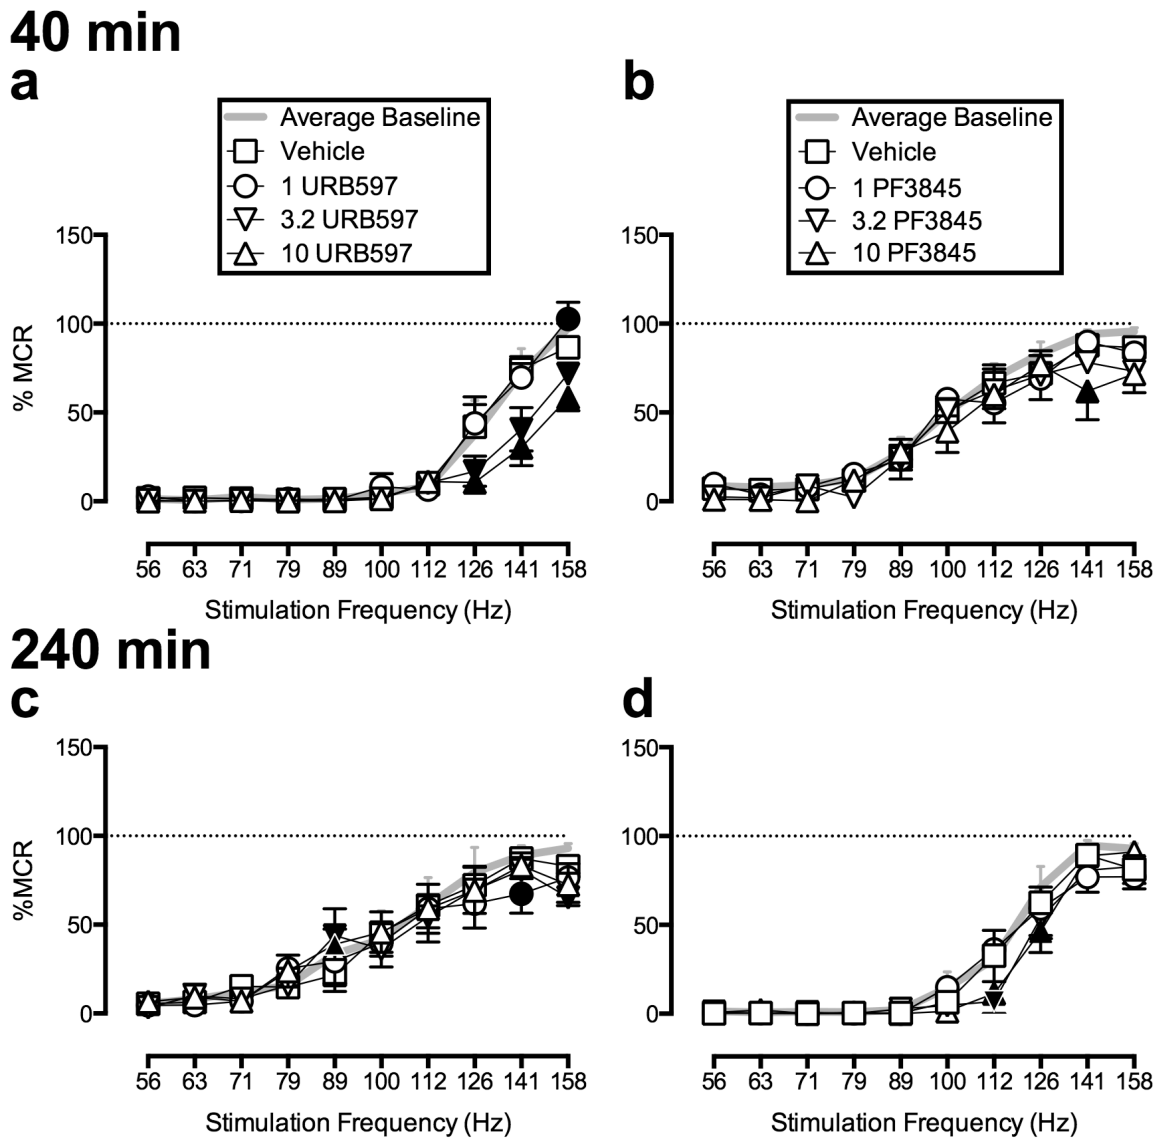 40 min
a
b
Average Baseline
Vehicle
1 URB597
3.2 URB597
10 URB597
Average Baseline
Vehicle
1 PF3845
3.2 PF3845
10 PF3845
150
100
50
0
% MCR
56 63 71 79 89 100 112 126 141 158
Stimulation Frequency (Hz)
150
100
50
0
56 63 71 79 89 100 112 126 141 158
Stimulation Frequency (Hz)
240 min
c
d
150
100
50
0
%MCR
56 63 71 79 89 100 112 126 141 158
Stimulation Frequency (Hz)
150
100
50
0
56 63 71 79 89 100 112 126 141 158
Stimulation Frequency (Hz)